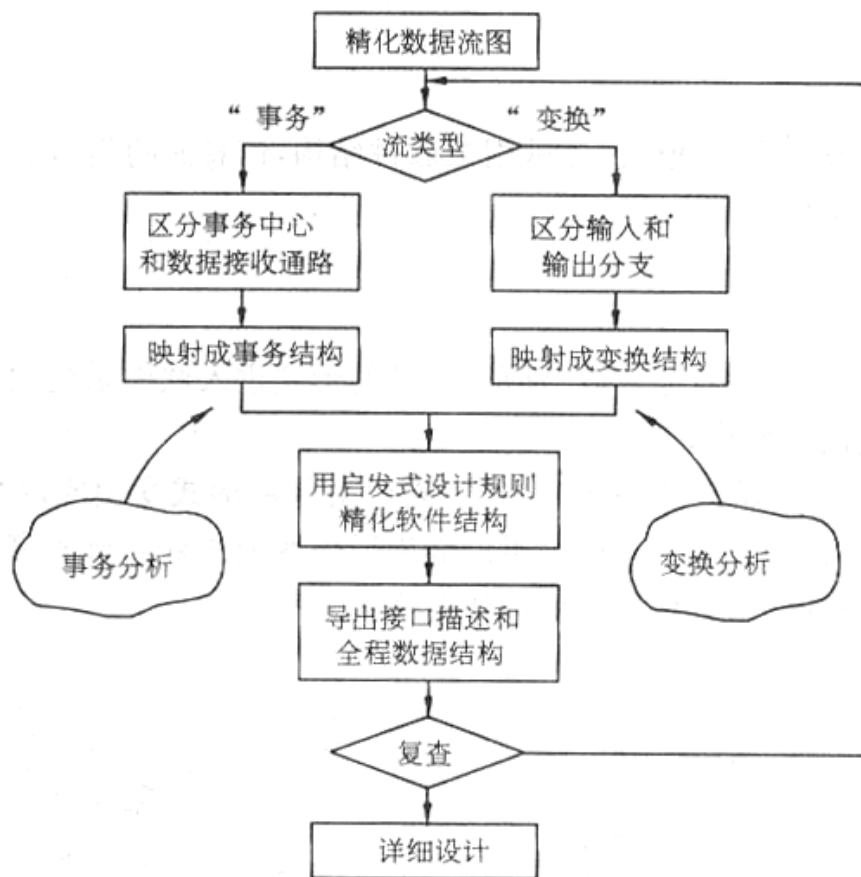 精化数据流图
“事务”
“变换”
流类型
区分事务中心
和数据接收通路
区分输入和
输出分支
映射成事务结构
映射成变换结构
用启发式设计规则
精化软件结构
事务分析
变换分析
导出接口描述和
全程数据结构
复查
详细设计